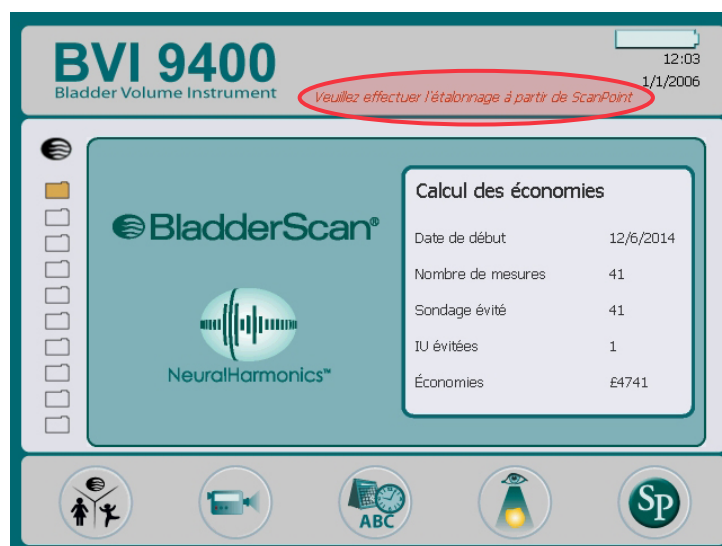 BVI 9400
Bladder Volume Instrument
12:03
1/1/2006
Veuillez effectuer l'étalonnage à partir de ScanPoint
BladderScan®
NeuralHarmonics™
Calcul des économies
Date de début 12/6/2014
Nombre de mesures 41
Sondage évité 41
IU évitées 1
Économies £4741
ABC
SP